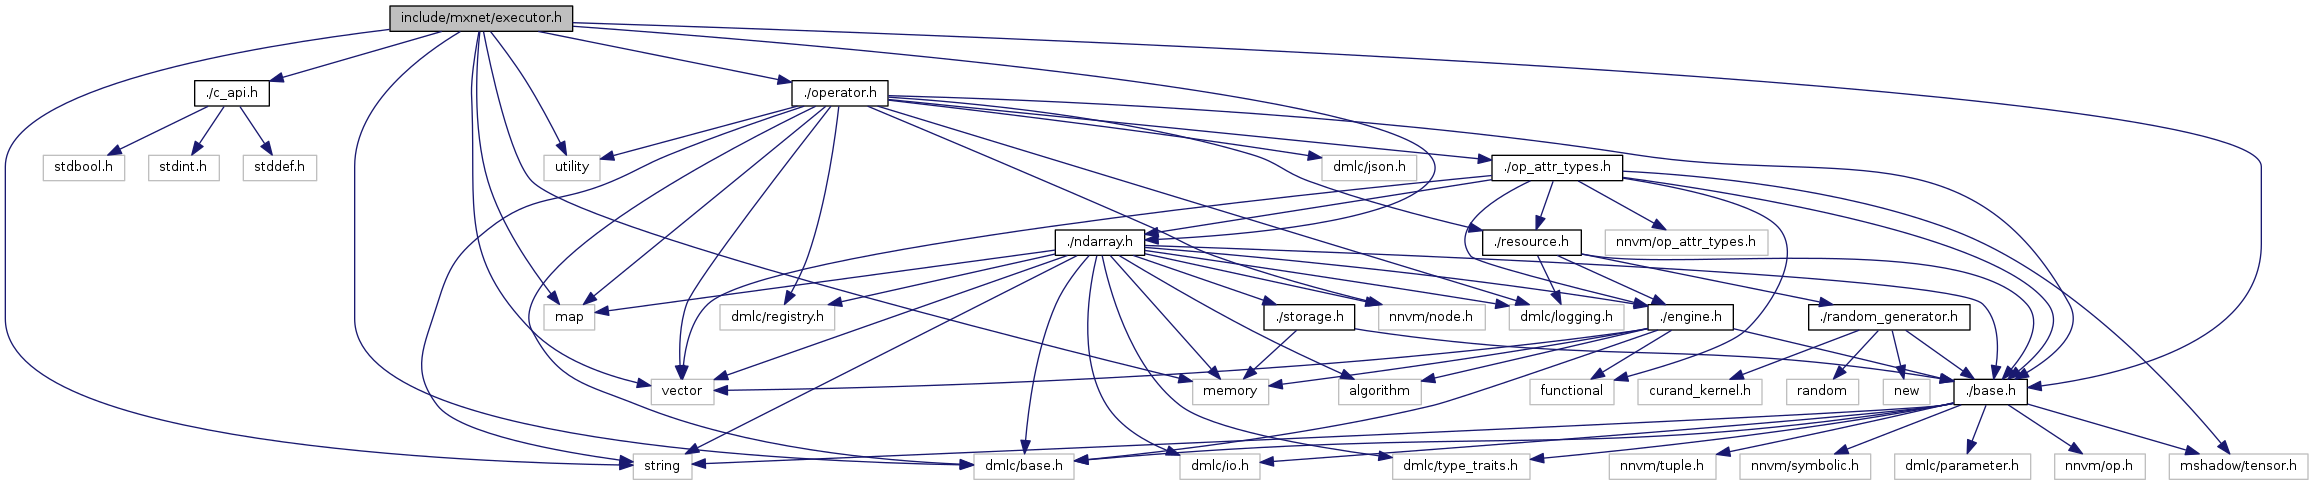 include/mxnet/executor.h
./c_api.h
./operator.h
stdbool.h
stdint.h
stddef.h
utility
dmlc/json.h
./op_attr_types.h
./ndarray.h
./resource.h
nnvm/op_attr_types.h
map
dmlc/registry.h
./storage.h
nnvm/node.h
dmlc/logging.h
./engine.h
./random_generator.h
vector
memory
algorithm
functional
curand_kernel.h
random
new
./base.h
string
dmlc/base.h
dmlc/io.h
dmlc/type_traits.h
nnvm/tuple.h
nnvm/symbolic.h
dmlc/parameter.h
nnvm/op.h
mshadow/tensor.h